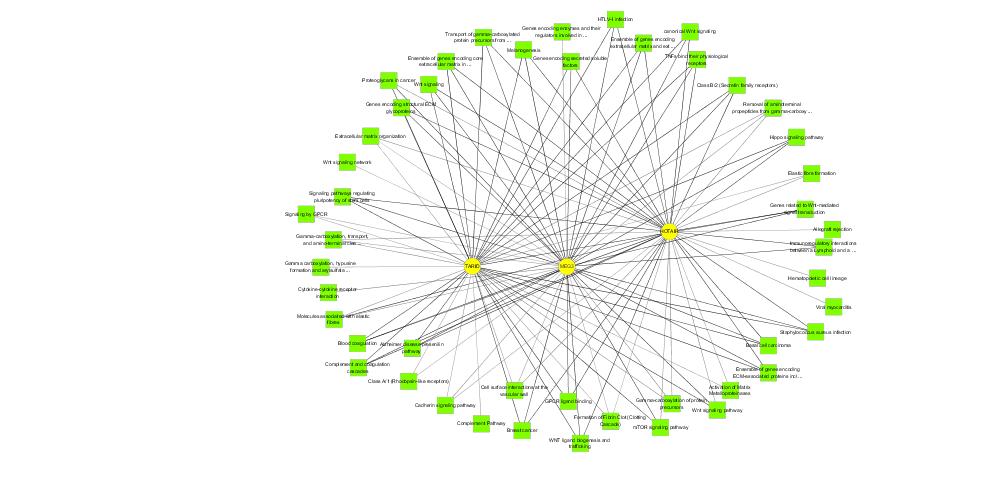 HTLV-I infection
Genes encoding enzymes and their
regulators involved in ...
canonical Wnt signaling
Transport of gamma-carboxylated
protein precursors from ...
Ensemble of genes encoding
extracellular matrix and ext ...
Melanogenesis
Ensemble of genes encoding core
extracellular matrix in ...
Genes encoding secreted soluble
factors
TNFs bind their physiological
receptors
Proteoglycans in cancer
Wnt signaling
Class B/2 (Secretin family receptors)
Genes encoding structural ECM
glycoproteins
Removal of aminoterminal
propeptides from gamma-carboxy ...
Extracellular matrix organization
Hippo signaling pathway
Wnt signaling network
Elastic fibre formation
Signaling pathways regulating
pluripotency of stem cells
Signaling by GPCR
Genes related to Wnt-mediated
signal transduction
HOTAIR
Allograft rejection
Gamma-carboxylation, transport,
and amino-terminal cle ...
Immunoregulatory interactions
between a Lymphoid and a ...
Gamma carboxylation, hypusine
formation and arylsulfata ...
TARID
MEG3
Hematopoietic cell lineage
Cytokine-cytokine receptor
interaction
Viral myocarditis
Molecules associated with elastic
fibres
Staphylococcus aureus infection
Blood coagulation
Alzheimer disease-presenilin
pathway
Basal cell carcinoma
Complement and coagulation
cascades
Ensemble of genes encoding
ECM-associated proteins incl ...
Class A/1 (Rhodopsin-like receptors)
Cell surface interactions at the
vascular wall
Activation of Matrix
Metalloproteinases
Cadherin signaling pathway
GPCR ligand binding
Gamma-carboxylation of protein
precursors
Wnt signaling pathway
Complement Pathway
Breast cancer
Formation of Fibrin Clot (Clotting
Cascade)
mTOR signaling pathway
WNT ligand biogenesis and
trafficking